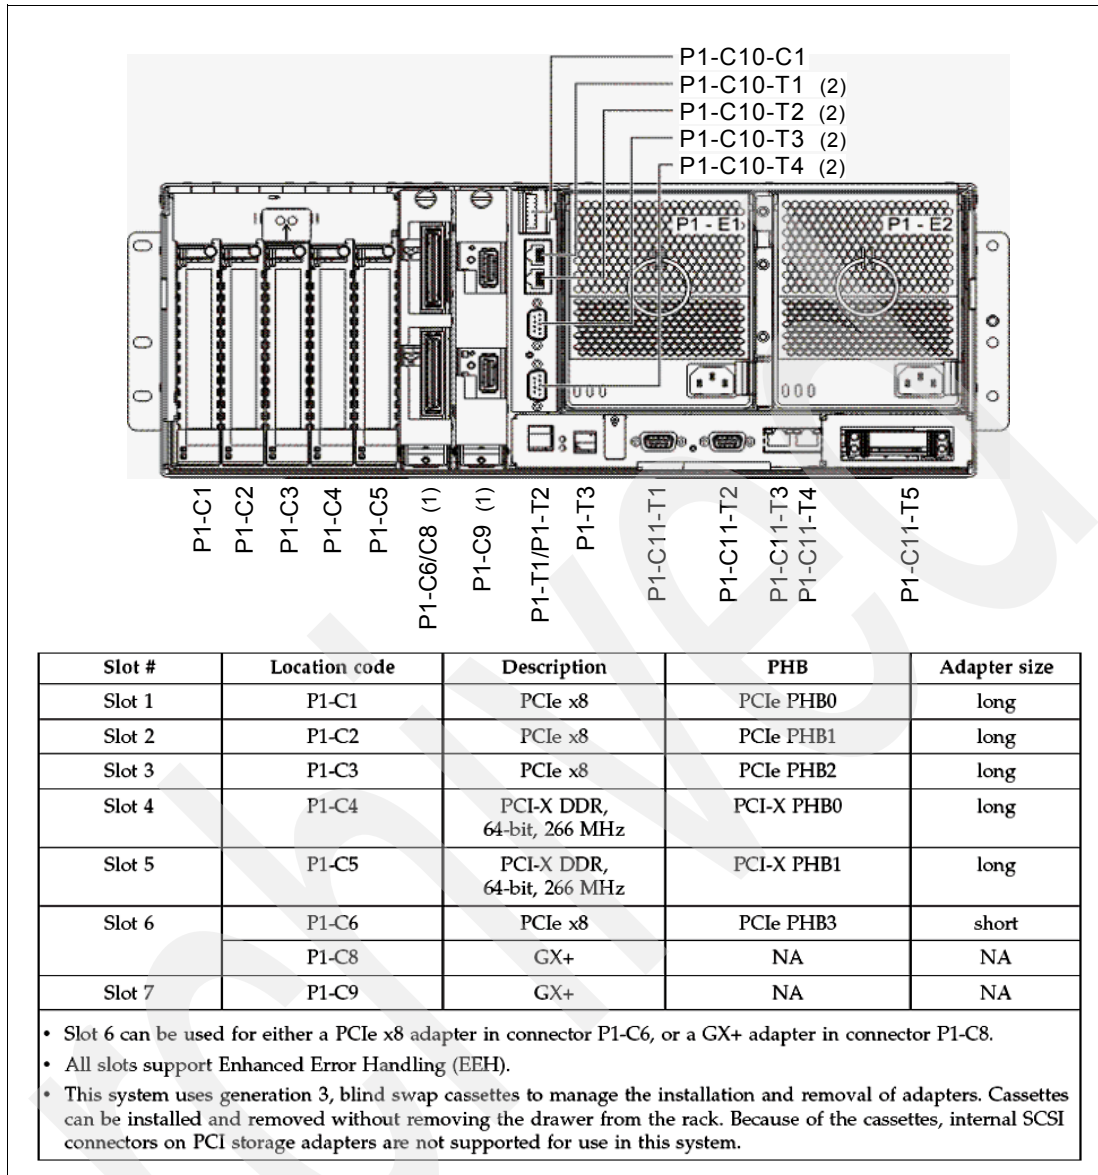 P1-C10-C1
P1-C10-T1 (2)
P1-C10-T2 (2)
P1-C10-T3 (2)
P1-C10-T4 (2)
P1 - E1
P1 - E2
P1-C1
P1-C2
P1-C3
P1-C4
P1-C5
P1-C6/C8 (1)
P1-C9 (1)
P1-T1/P1-T2
P1-T3
P1-C11-T1
P1-C11-T2
P1-C11-T3
P1-C11-T4
P1-C11-T5
Slot # Location code Description PHB Adapter size
Slot 1 P1-C1 PCIe x8 PCIe PHB0 long
Slot 2 P1-C2 PCIe x8 PCIe PHB1 long
Slot 3 P1-C3 PCIe x8 PCIe PHB2 long
Slot 4 P1-C4 PCI-X DDR, PCI-X PHB0 long
64-bit, 266 MHz
Slot 5 P1-C5 PCI-X DDR, PCI-X PHB1 long
64-bit, 266 MHz
Slot 6 P1-C6 PCIe x8 PCIe PHB3 short
P1-C8 GX+ NA NA
Slot 7 P1-C9 GX+ NA NA
• Slot 6 can be used for either a PCIe x8 adapter in connector P1-C6, or a GX+ adapter in connector P1-C8.
• All slots support Enhanced Error Handling (EEH).
• This system uses generation 3, blind swap cassettes to manage the installation and removal of adapters. Cassettes
can be installed and removed without removing the drawer from the rack. Because of the cassettes, internal SCSI
connectors on PCI storage adapters are not supported for use in this system.